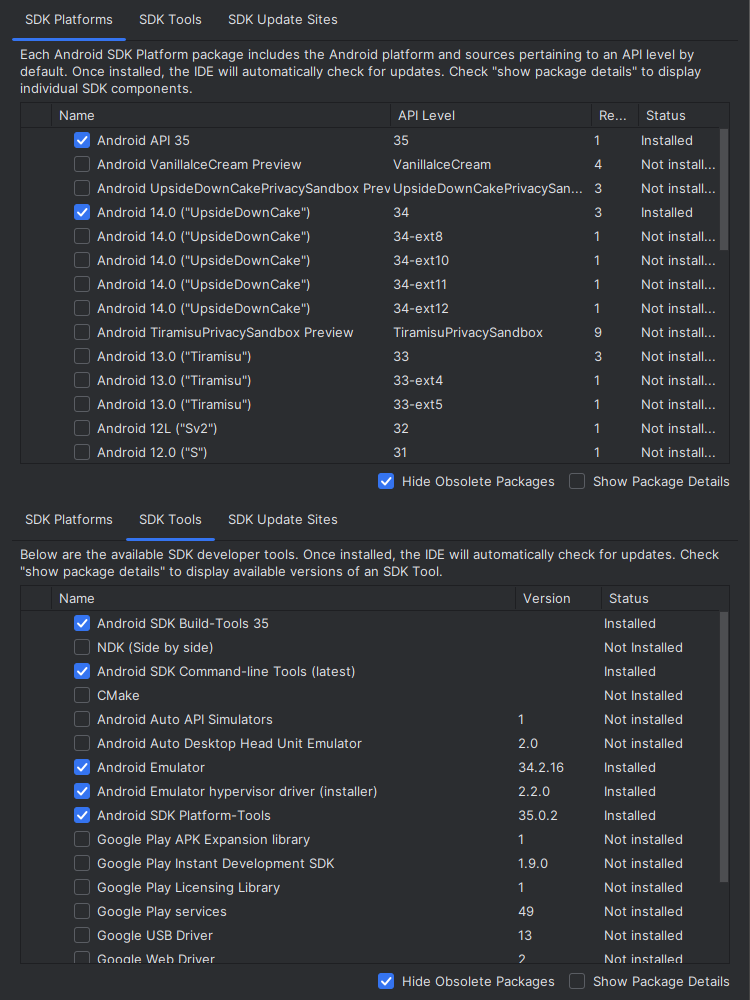 SDK Platforms SDK Tools SDK Update Sites
Each Android SDK Platform package includes the Android platform and sources pertaining to an API level by
default. Once installed, the IDE will automatically check for updates. Check "show package details" to display
individual SDK components.
Name API Level Re... Status
Android API 35 35 1 Installed
Android VanillaIceCream Preview VanillaIceCream 4 Not install...
Android UpsideDownCakePrivacySandbox Prev UpsideDownCakePrivacySan... 3 Not install...
Android 14.0 ("UpsideDownCake") 34 3 Installed
Android 14.0 ("UpsideDownCake") 34-ext8 1 Not install...
Android 14.0 ("UpsideDownCake") 34-ext10 1 Not install...
Android 14.0 ("UpsideDownCake") 34-ext11 1 Not install...
Android 14.0 ("UpsideDownCake") 34-ext12 1 Not install...
Android TiramisuPrivacySandbox Preview TiramisuPrivacySandbox 9 Not install...
Android 13.0 ("Tiramisu") 33 3 Not install...
Android 13.0 ("Tiramisu") 33-ext4 1 Not install...
Android 13.0 ("Tiramisu") 33-ext5 1 Not install...
Android 12L ("Sv2") 32 1 Not install...
Android 12.0 ("S") 31 1 Not install...
Hide Obsolete Packages Show Package Details
SDK Platforms SDK Tools SDK Update Sites
Below are the available SDK developer tools. Once installed, the IDE will automatically check for updates. Check
"show package details" to display available versions of an SDK Tool.
Name Version Status
Android SDK Build-Tools 35 Installed
NDK (Side by side) Not Installed
Android SDK Command-line Tools (latest) Installed
CMake Not Installed
Android Auto API Simulators 1 Not installed
Android Auto Desktop Head Unit Emulator 2.0 Not installed
Android Emulator 34.2.16 Installed
Android Emulator hypervisor driver (installer) 2.2.0 Installed
Android SDK Platform-Tools 35.0.2 Installed
Google Play APK Expansion library 1 Not installed
Google Play Instant Development SDK 1.9.0 Not installed
Google Play Licensing Library 1 Not installed
Google Play services 49 Not installed
Google USB Driver 13 Not installed
Google Web Driver 2 Not installed
Hide Obsolete Packages Show Package Details